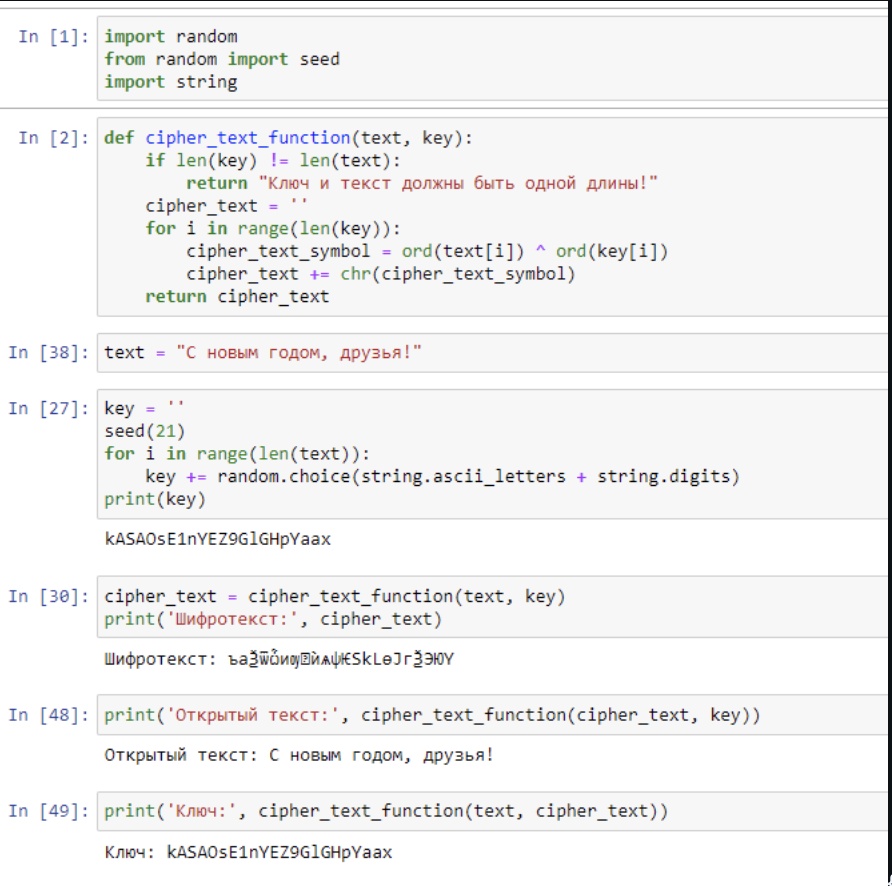 In [1]: import random
from random import seed
import string
In [2]: def cipher_text_function(text, key):
    if len(key) != len(text):
        return "Ключ и текст должны быть одной длины!"
    cipher_text = ''
    for i in range(len(key)):
        cipher_text_symbol = ord(text[i]) ^ ord(key[i])
        cipher_text += chr(cipher_text_symbol)
    return cipher_text
In [38]: text = "С новым годом, друзья!"
In [27]: key = ''
seed(21)
for i in range(len(text)):
    key += random.choice(string.ascii_letters + string.digits)
print(key)
kASAOsE1nYEZ9GlGHpYaax
In [30]: cipher_text = cipher_text_function(text, key)
print('Шифротекст:', cipher_text)
Шифротекст:
In [48]: print('Открытый текст:', cipher_text_function(cipher_text, key))
Открытый текст: С новым годом, друзья!
In [49]: print('Ключ:', cipher_text_function(text, cipher_text))
Ключ: kASAOsE1nYEZ9GlGHpYaax